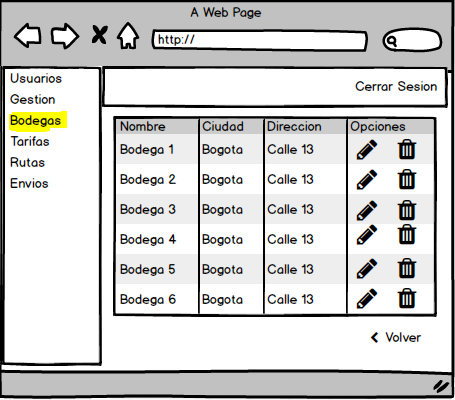 A Web Page
http://
Usuarios
Gestion
Bodegas
Tarifas
Rutas
Envios
Cerrar Sesion
Nombre Ciudad Direccion Opciones
Bodega 1 Bogota Calle 13
Bodega 2 Bogota Calle 13
Bodega 3 Bogota Calle 13
Bodega 4 Bogota Calle 13
Bodega 5 Bogota Calle 13
Bodega 6 Bogota Calle 13
Volver